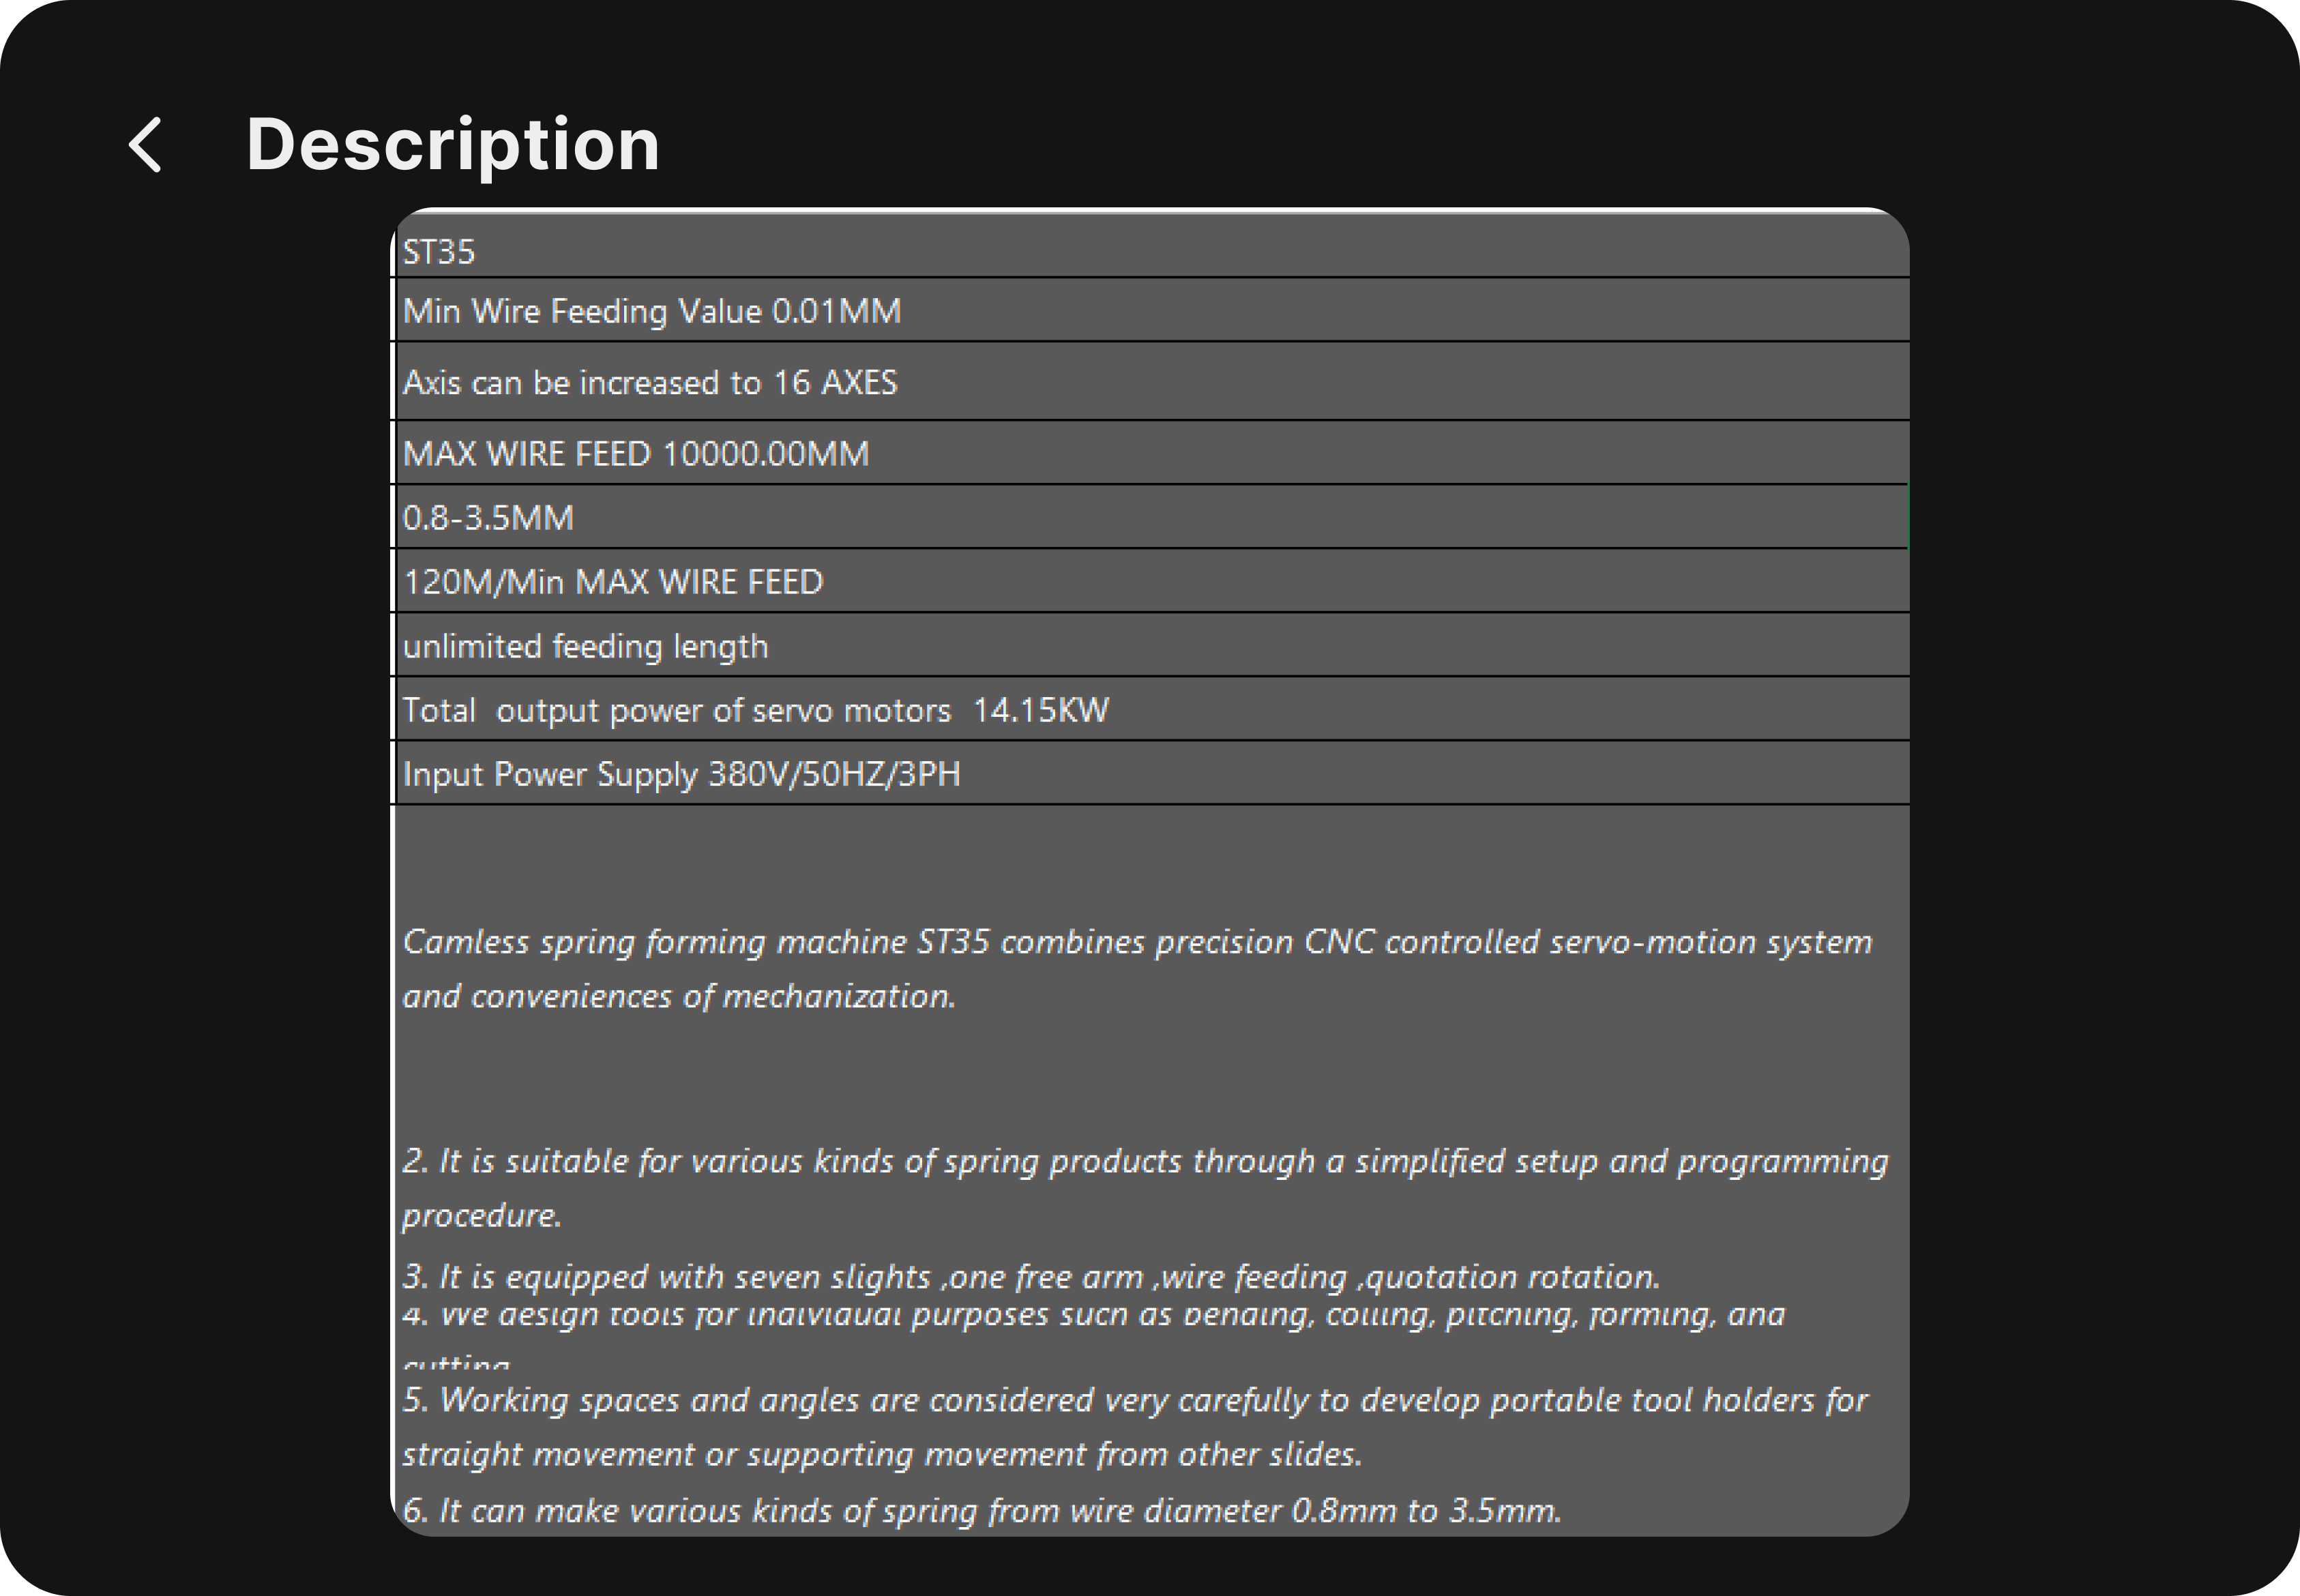 Description
ST35
Min Wire Feeding Value 0.01MM
Axis can be increased to 16 AXES
MAX WIRE FEED 10000.00MM
0.8-3.5MM
120M/Min MAX WIRE FEED
unlimited feeding length
Total  output power of servo motors  14.15KW
Input Power Supply 380V/50HZ/3PH
Camless spring forming machine ST35 combines precision CNC controlled servo-motion system
and conveniences of mechanization.
2. It is suitable for various kinds of spring products through a simplified setup and programming
procedure.
3. It is equipped with seven slights ,one free arm ,wire feeding ,quotation rotation.
4. We design tools for individual purposes such as bending, coiling, pitching, forming, and
cutting
5. Working spaces and angles are considered very carefully to develop portable tool holders for
straight movement or supporting movement from other slides.
6. It can make various kinds of spring from wire diameter 0.8mm to 3.5mm.